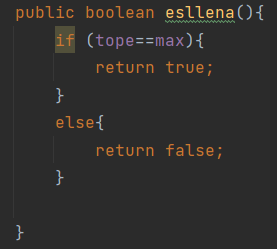 public boolean esllena(){
if (tope==max){
return true;
}
else{
return false;
}
}